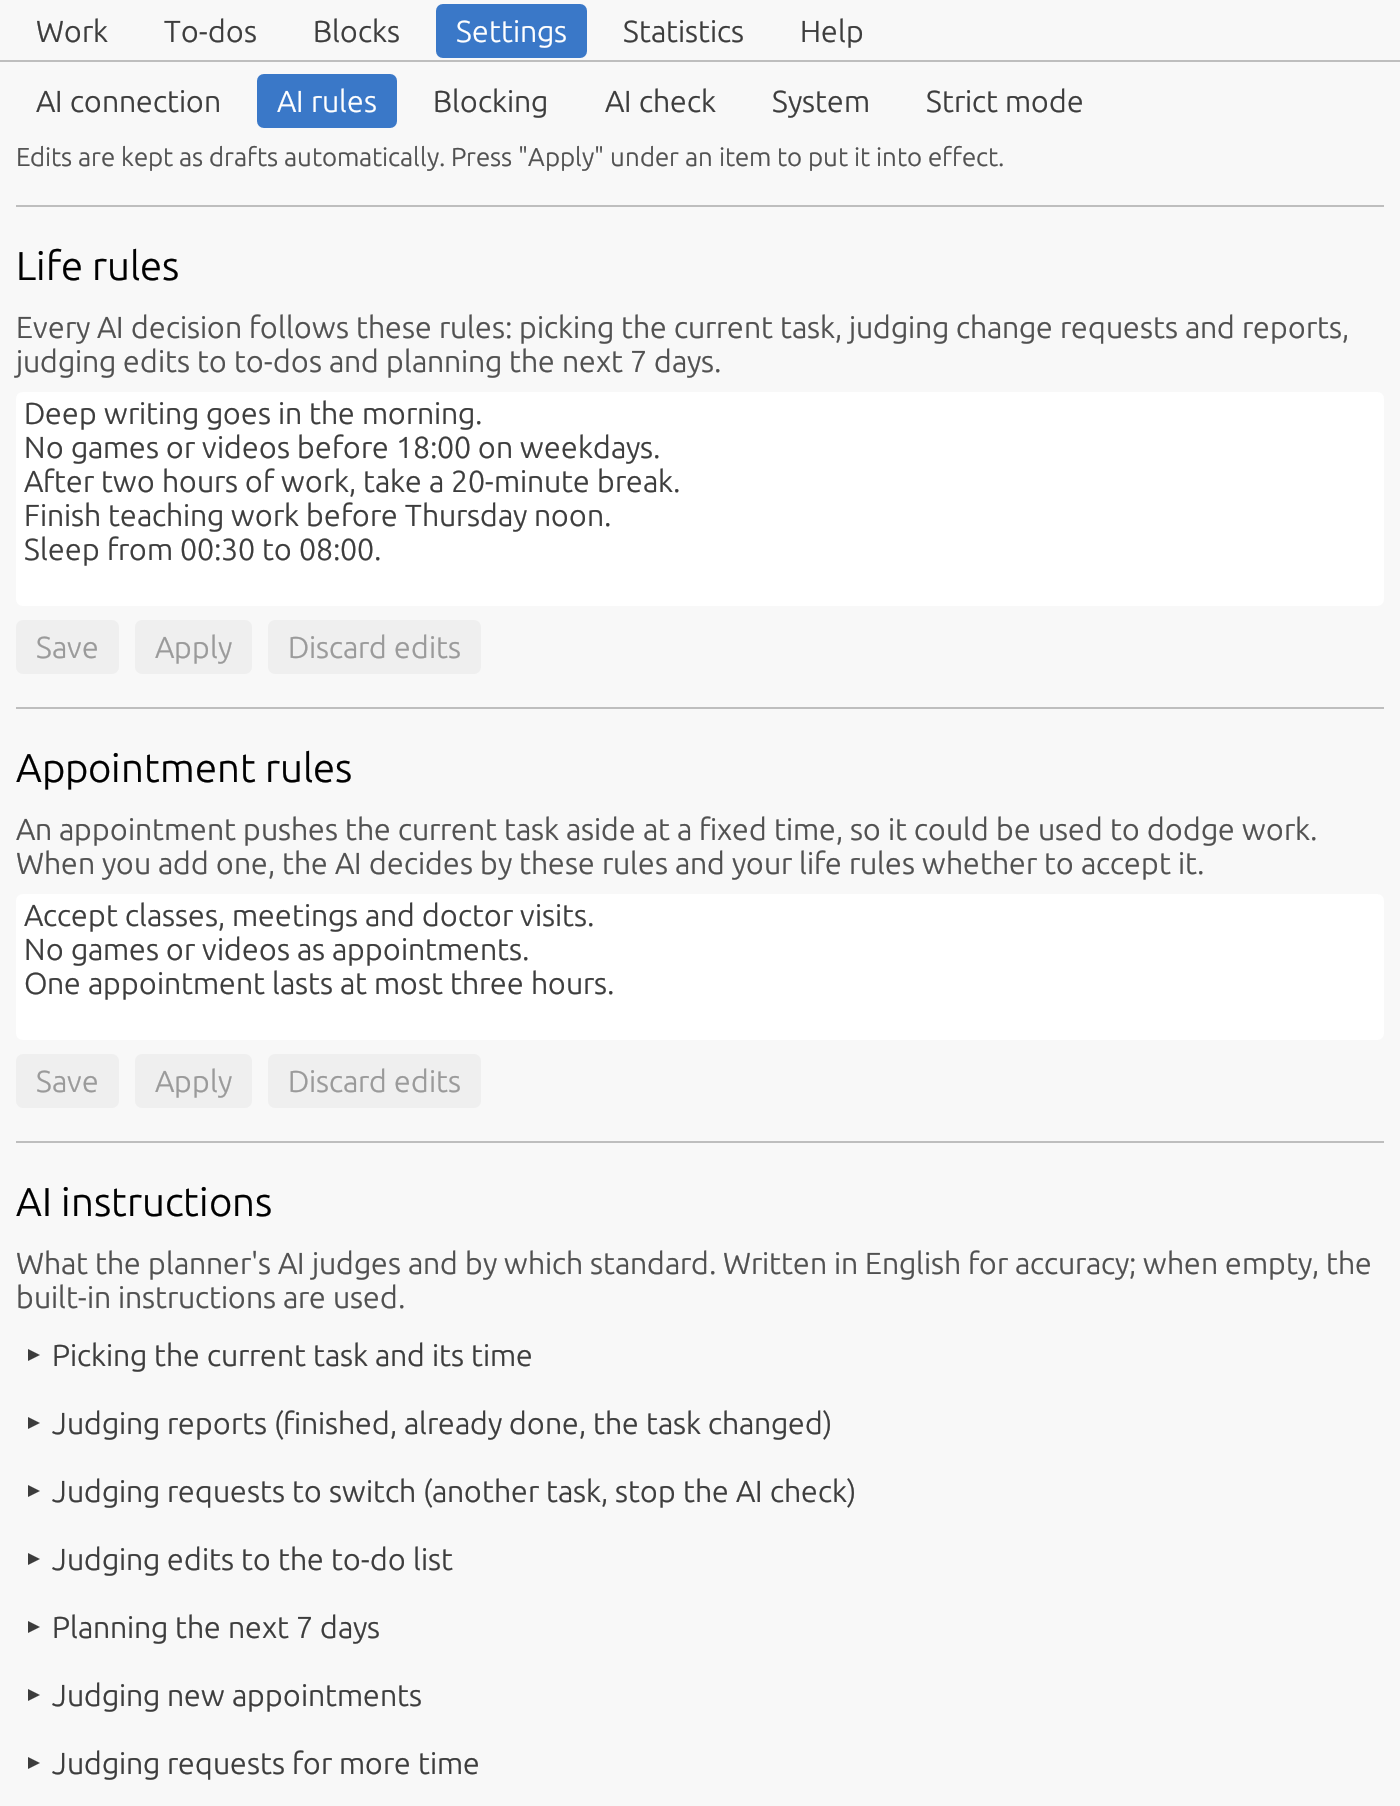 Work To-dos Blocks Settings Statistics Help
AI connection AI rules Blocking AI check System Strict mode
Edits are kept as drafts automatically. Press "Apply" under an item to put it into effect.
Life rules
Every AI decision follows these rules: picking the current task, judging change requests and reports,
judging edits to to-dos and planning the next 7 days.
Deep writing goes in the morning.
No games or videos before 18:00 on weekdays.
After two hours of work, take a 20-minute break.
Finish teaching work before Thursday noon.
Sleep from 00:30 to 08:00.
Save Apply Discard edits
Appointment rules
An appointment pushes the current task aside at a fixed time, so it could be used to dodge work.
When you add one, the AI decides by these rules and your life rules whether to accept it.
Accept classes, meetings and doctor visits.
No games or videos as appointments.
One appointment lasts at most three hours.
Save Apply Discard edits
AI instructions
What the planner's AI judges and by which standard. Written in English for accuracy; when empty, the
built-in instructions are used.
Picking the current task and its time
Judging reports (finished, already done, the task changed)
Judging requests to switch (another task, stop the AI check)
Judging edits to the to-do list
Planning the next 7 days
Judging new appointments
Judging requests for more time